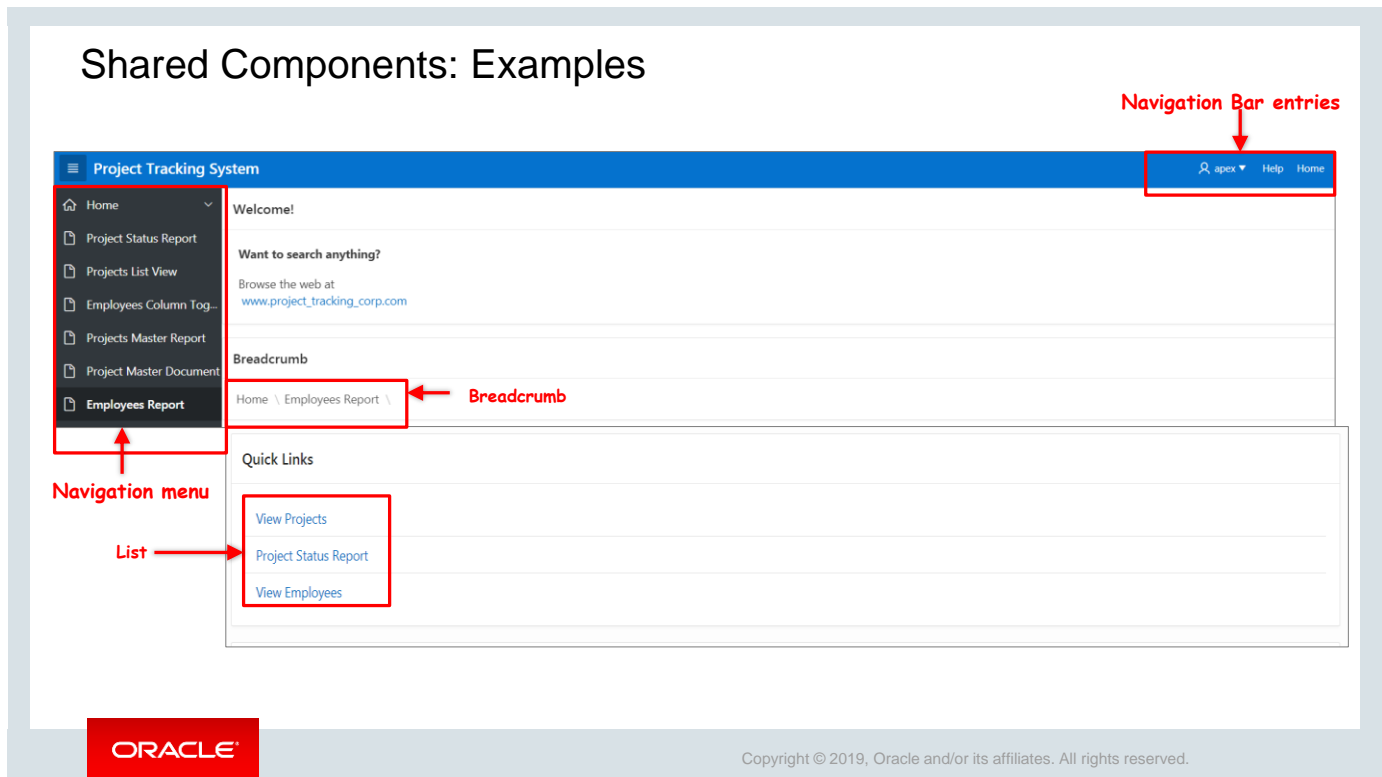 Shared Components: Examples
Navigation Bar entries
Project Tracking System
apex Help Home
Home
Project Status Report
Projects List View
Employees Column Tog...
Projects Master Report
Project Master Document
Employees Report
Welcome!
Want to search anything?
Browse the web at
www.project_tracking_corp.com
Breadcrumb
Home \ Employees Report \
Breadcrumb
Navigation menu
Quick Links
List
View Projects
Project Status Report
View Employees
ORACLE®
Copyright © 2019, Oracle and/or its affiliates. All rights reserved.